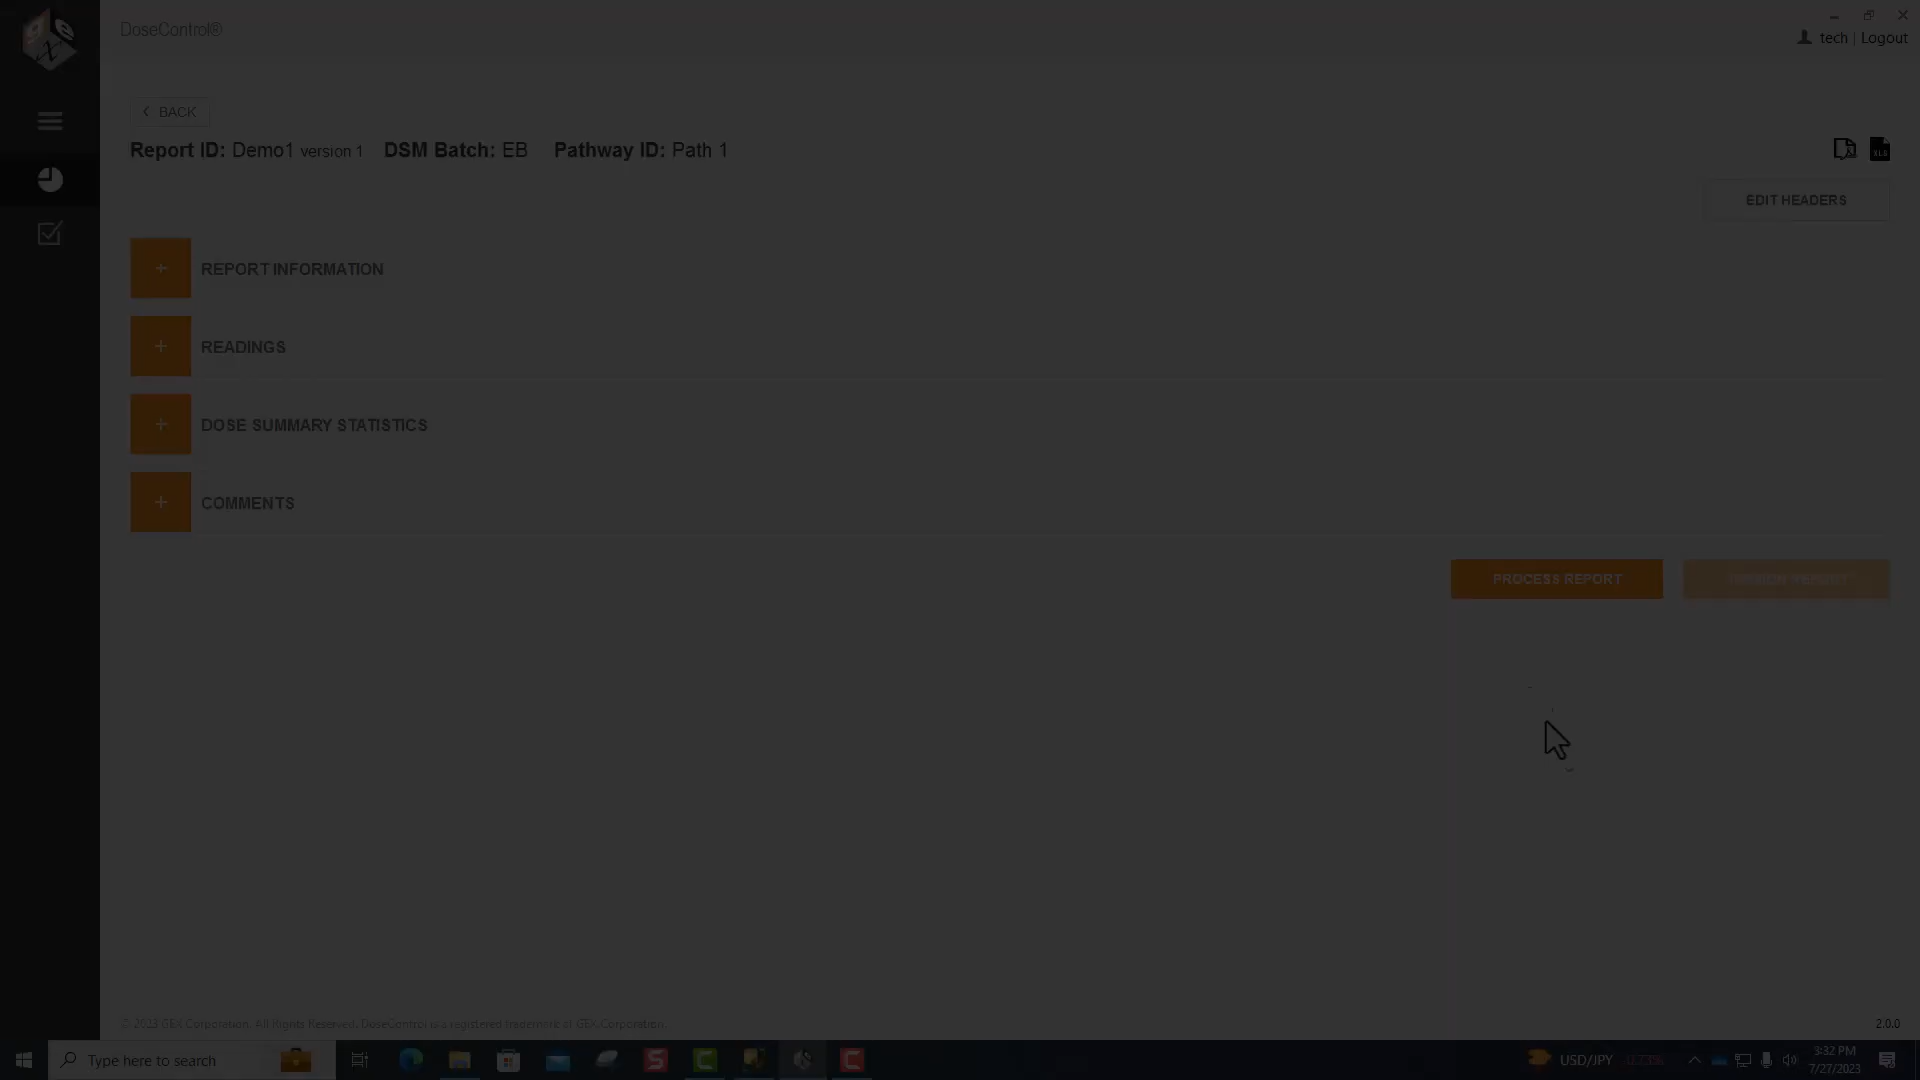 DoseControl®
tech | Logout
BACK
Report ID: Demo1 version 1 DSM Batch: EB Pathway ID: Path 1
EDIT HEADERS
+ REPORT INFORMATION
+ READINGS
+ DOSE SUMMARY STATISTICS
+ COMMENTS
PROCESS REPORT
© 2023 GEX Corporation. All Rights Reserved. DoseControl is a registered trademark of GEX Corporation.
2.0.0
Type here to search
USD/JPY -0.73%
3:32 PM
7/27/2023